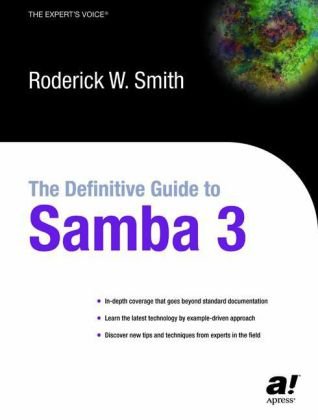 THE EXPERT'S VOICE®
Roderick W. Smith
The Definitive Guide to
Samba 3
• In-depth coverage that goes beyond standard documentation
• Learn the latest technology by example-driven approach
• Discover new tips and techniques from experts in the field
a!
Apress®